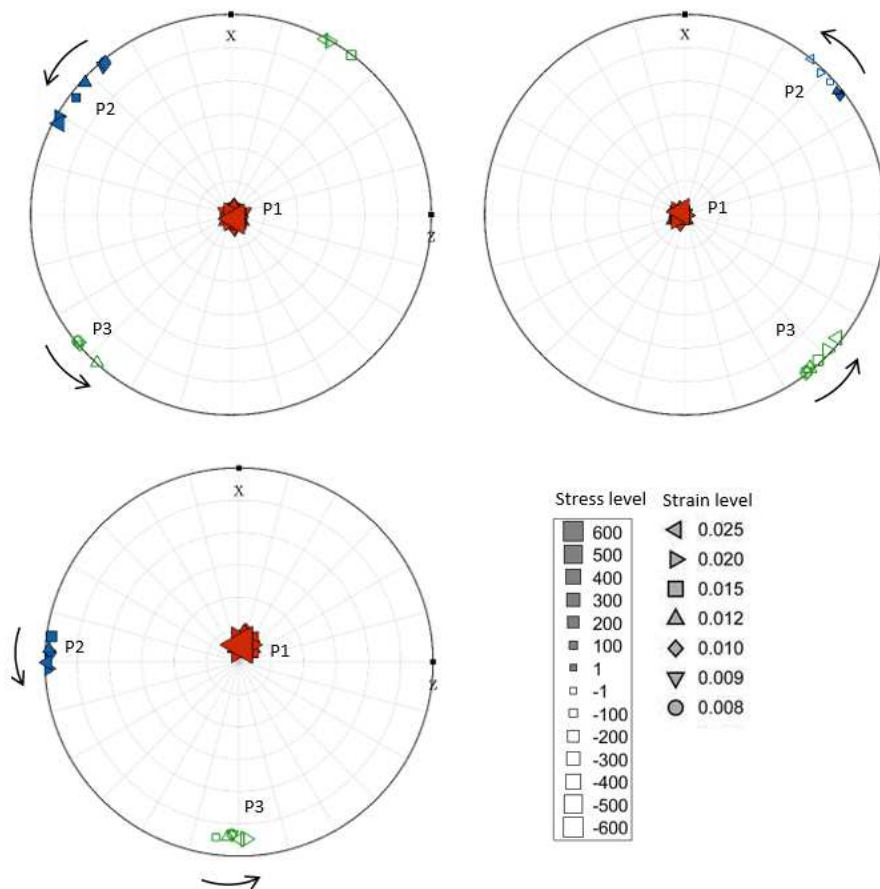 X
P2
P1
Z
P3
X
P2
P1
P3
X
P2
P1
Z
P3
Stress level
600
500
400
300
200
100
1
-1
-100
-200
-300
-400
-500
-600
Strain level
0.025
0.020
0.015
0.012
0.010
0.009
0.008